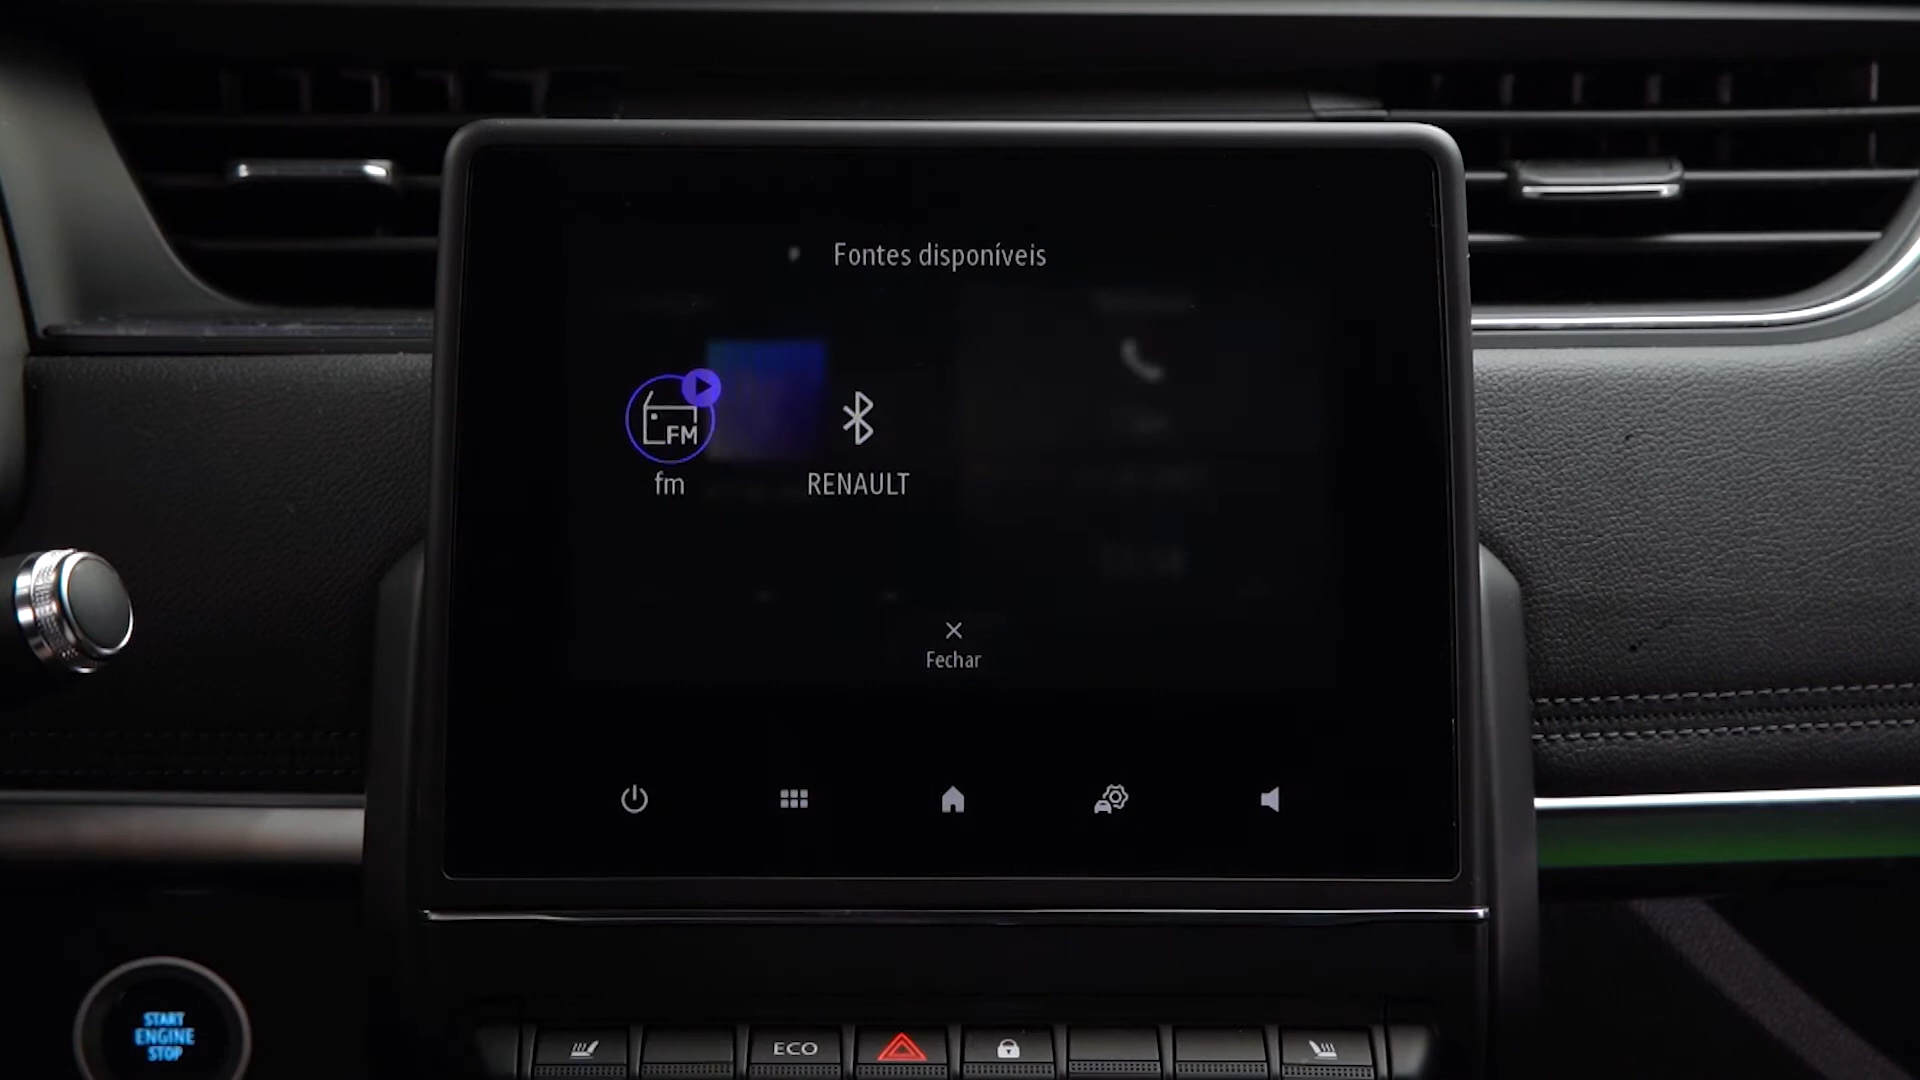 Fontes disponíveis
FM
fm
RENAULT
Fechar
START
ENGINE
STOP
ECO